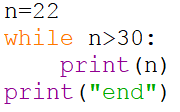 n=22
while n>30:
    print(n)
print("end")